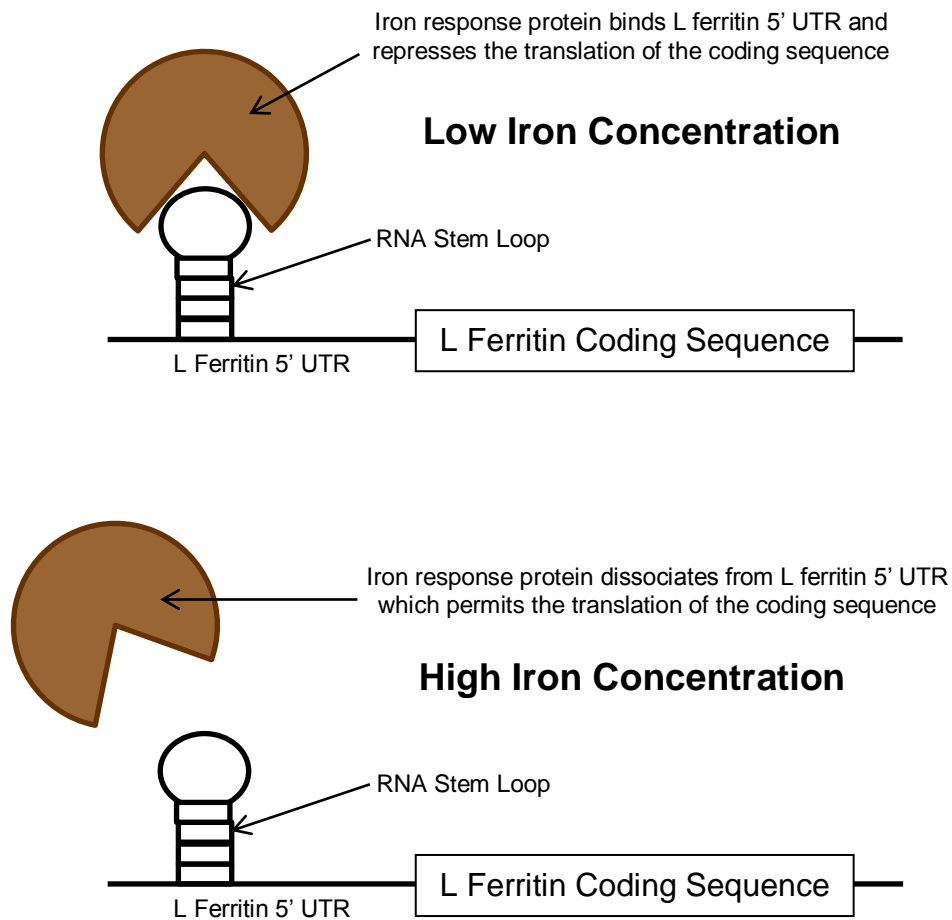 Iron response protein binds L ferritin 5' UTR and
represses the translation of the coding sequence
Low Iron Concentration
RNA Stem Loop
L Ferritin Coding Sequence
L Ferritin 5' UTR
Iron response protein dissociates from L ferritin 5' UTR
which permits the translation of the coding sequence
High Iron Concentration
RNA Stem Loop
L Ferritin Coding Sequence
L Ferritin 5' UTR